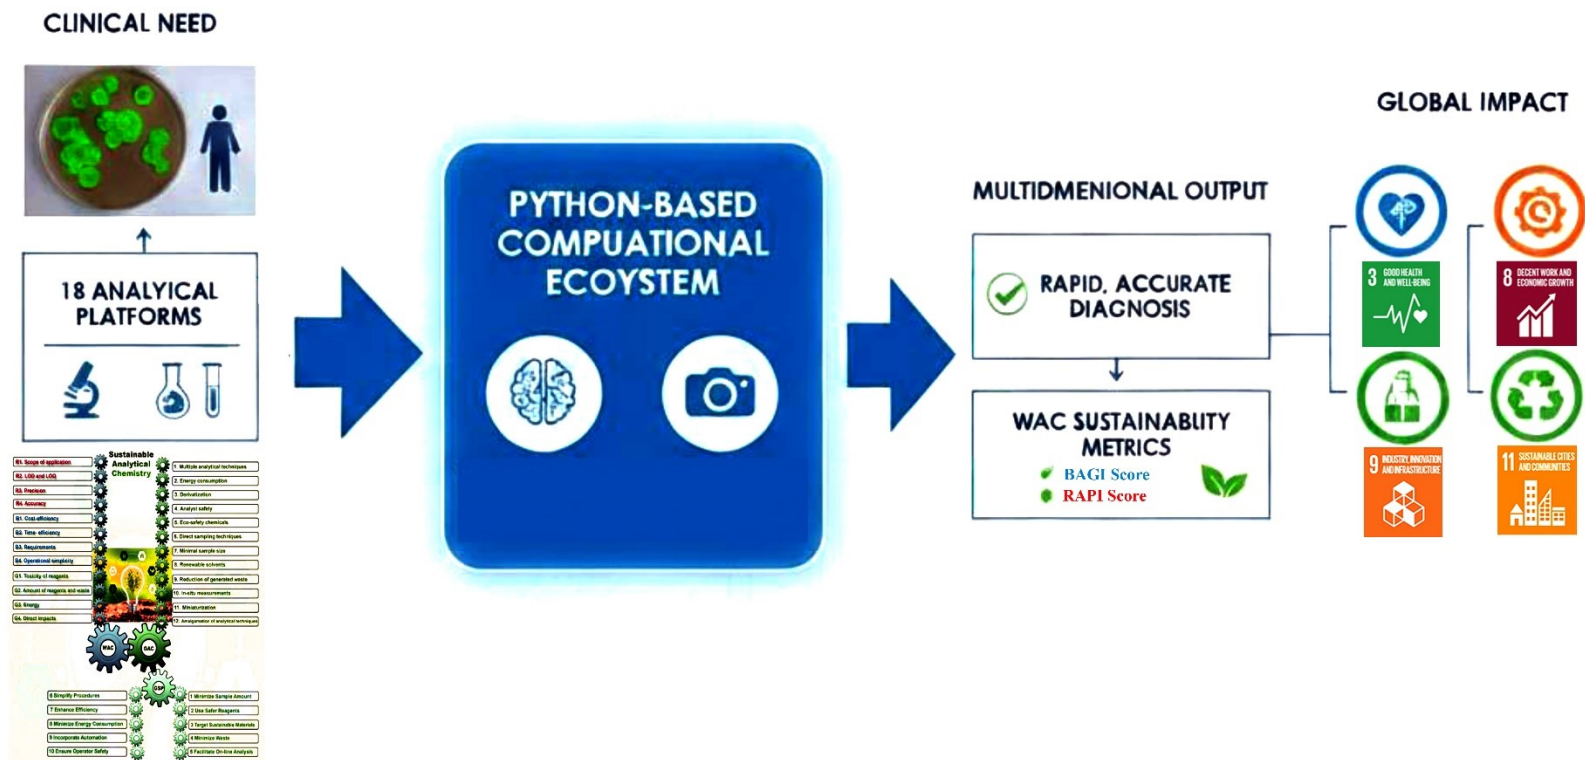 CLINICAL NEED
18 ANALYICAL
PLATFORMS
Sustainable
Analytical
Chemistry
R1. Scope of application
R2. LOD and LOQ
R3. Precision
R4. Accuracy
B1. Cost-efficiency
B2. Time- efficiency
B3. Requirements
B4. Operational simplicity
G1. Toxicity of reagents
G2. Amount of reagents and waste
G3. Energy
G4. Direct impacts
1. Multiple analytical techniques
2. Energy consumption
3. Derivatization
4. Analyst safety
5. Eco-safety chemicals
6. Direct sampling techniques
7. Minimal sample size
8. Renewable solvents
9. Reduction of generated waste
10. In-situ measurements
11. Miniaturization
12. Amalgamation of analytical techniques
WAC
GAC
GSP
6 Simplify Procedures
7 Enhance Efficiency
8 Minimize Energy Consumption
9 Incorporate Automation
10 Ensure Operator Safety
1 Minimize Sample Amount
2 Use Safer Reagents
3 Target Sustainable Materials
4 Minimize Waste
5 Facilitate On-line Analysis
PYTHON-BASED
COMPUATIONAL
ECOYSTEM
MULTIDMENIONAL OUTPUT
RAPID, ACCURATE
DIAGNOSIS
WAC SUSTAINABLITY
METRICS
BAGI Score
RAPI Score
GLOBAL IMPACT
3 GOOD HEALTH
AND WELL-BEING
8 DECENT WORK AND
ECONOMIC GROWTH
9 INDUSTRY, INNOVATION
AND INFRASTRUCTURE
11 SUSTAINABLE CITIES
AND COMMUNITIES